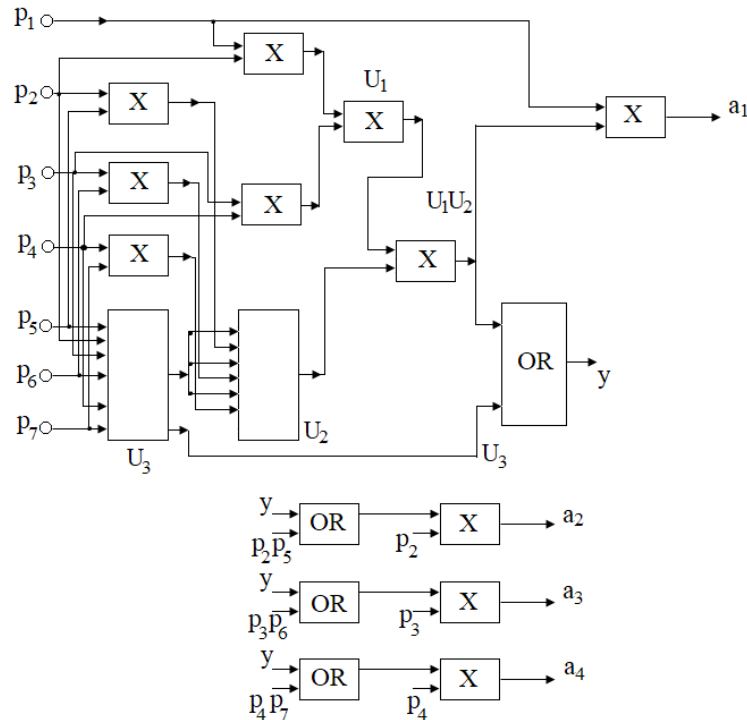 p₁
X
U₁
p₂
X
X
X
a₁
p₃
X
X
U₁U₂
p₄
X
X
p₅
OR
p₆
y
p₇
U₃
U₂
U₃
y
OR
X
a₂
p₂p₅
p₂
y
OR
X
a₃
p₃p₆
p₃
y
OR
X
a₄
p₄p₇
p₄